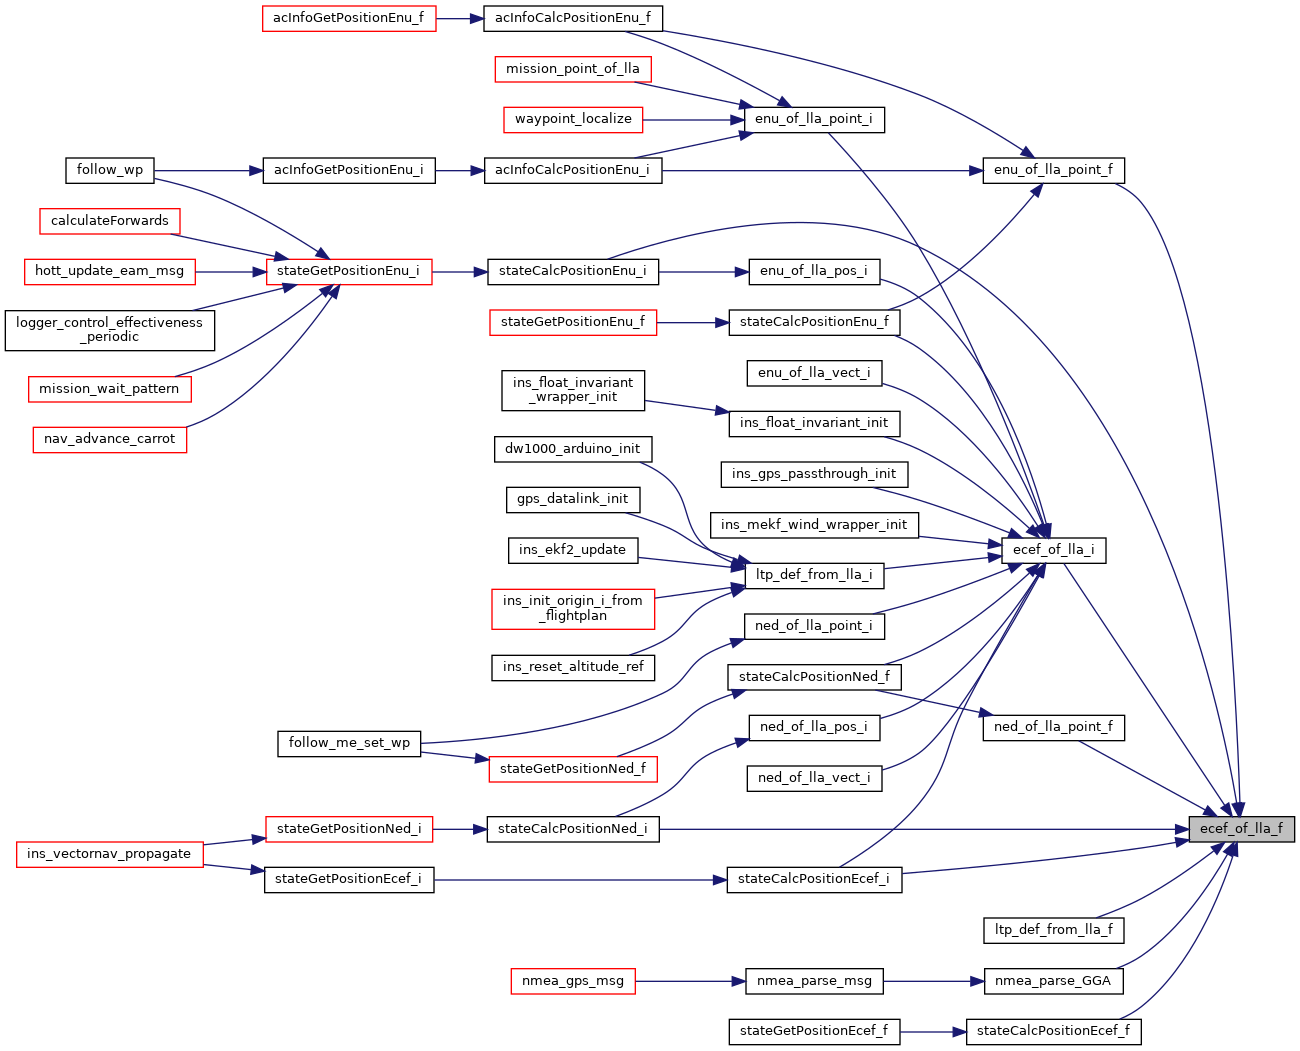 acInfoGetPositionEnu_f
acInfoCalcPositionEnu_f
mission_point_of_lla
waypoint_localize
enu_of_lla_point_i
follow_wp
acInfoGetPositionEnu_i
acInfoCalcPositionEnu_i
enu_of_lla_point_f
calculateForwards
hott_update_eam_msg
stateGetPositionEnu_i
stateCalcPositionEnu_i
enu_of_lla_pos_i
logger_control_effectiveness
_periodic
stateGetPositionEnu_f
stateCalcPositionEnu_f
mission_wait_pattern
enu_of_lla_vect_i
ins_float_invariant
_wrapper_init
ins_float_invariant_init
nav_advance_carrot
dw1000_arduino_init
ins_gps_passthrough_init
gps_datalink_init
ins_mekf_wind_wrapper_init
ins_ekf2_update
ecef_of_lla_i
ltp_def_from_lla_i
ins_init_origin_i_from
_flightplan
ned_of_lla_point_i
ins_reset_altitude_ref
stateCalcPositionNed_f
ned_of_lla_pos_i
ned_of_lla_point_f
follow_me_set_wp
stateGetPositionNed_f
ned_of_lla_vect_i
stateGetPositionNed_i
stateCalcPositionNed_i
ecef_of_lla_f
ins_vectornav_propagate
stateGetPositionEcef_i
stateCalcPositionEcef_i
ltp_def_from_lla_f
nmea_gps_msg
nmea_parse_msg
nmea_parse_GGA
stateGetPositionEcef_f
stateCalcPositionEcef_f